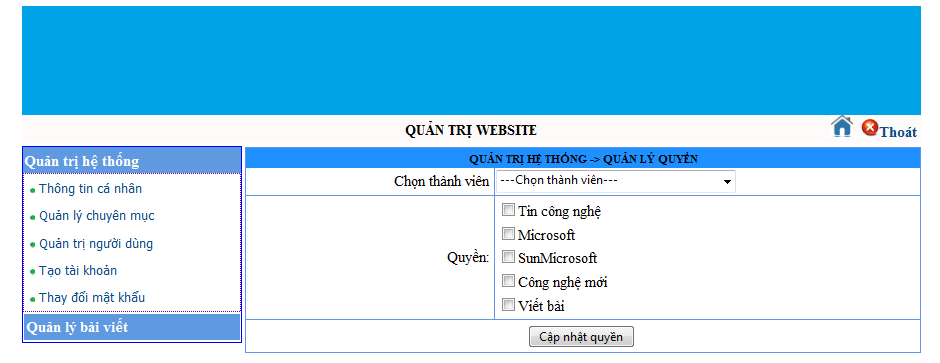 QUẢN TRỊ WEBSITE
Thoát
Quản trị hệ thống
Thông tin cá nhân
Quản lý chuyên mục
Quản trị người dùng
Tạo tài khoản
Thay đổi mật khẩu
Quản lý bài viết
QUẢN TRỊ HỆ THỐNG -> QUẢN LÝ QUYỀN
Chọn thành viên ---Chọn thành viên---
Quyền:
Tin công nghệ
Microsoft
SunMicrosoft
Công nghệ mới
Viết bài
Cập nhật quyền